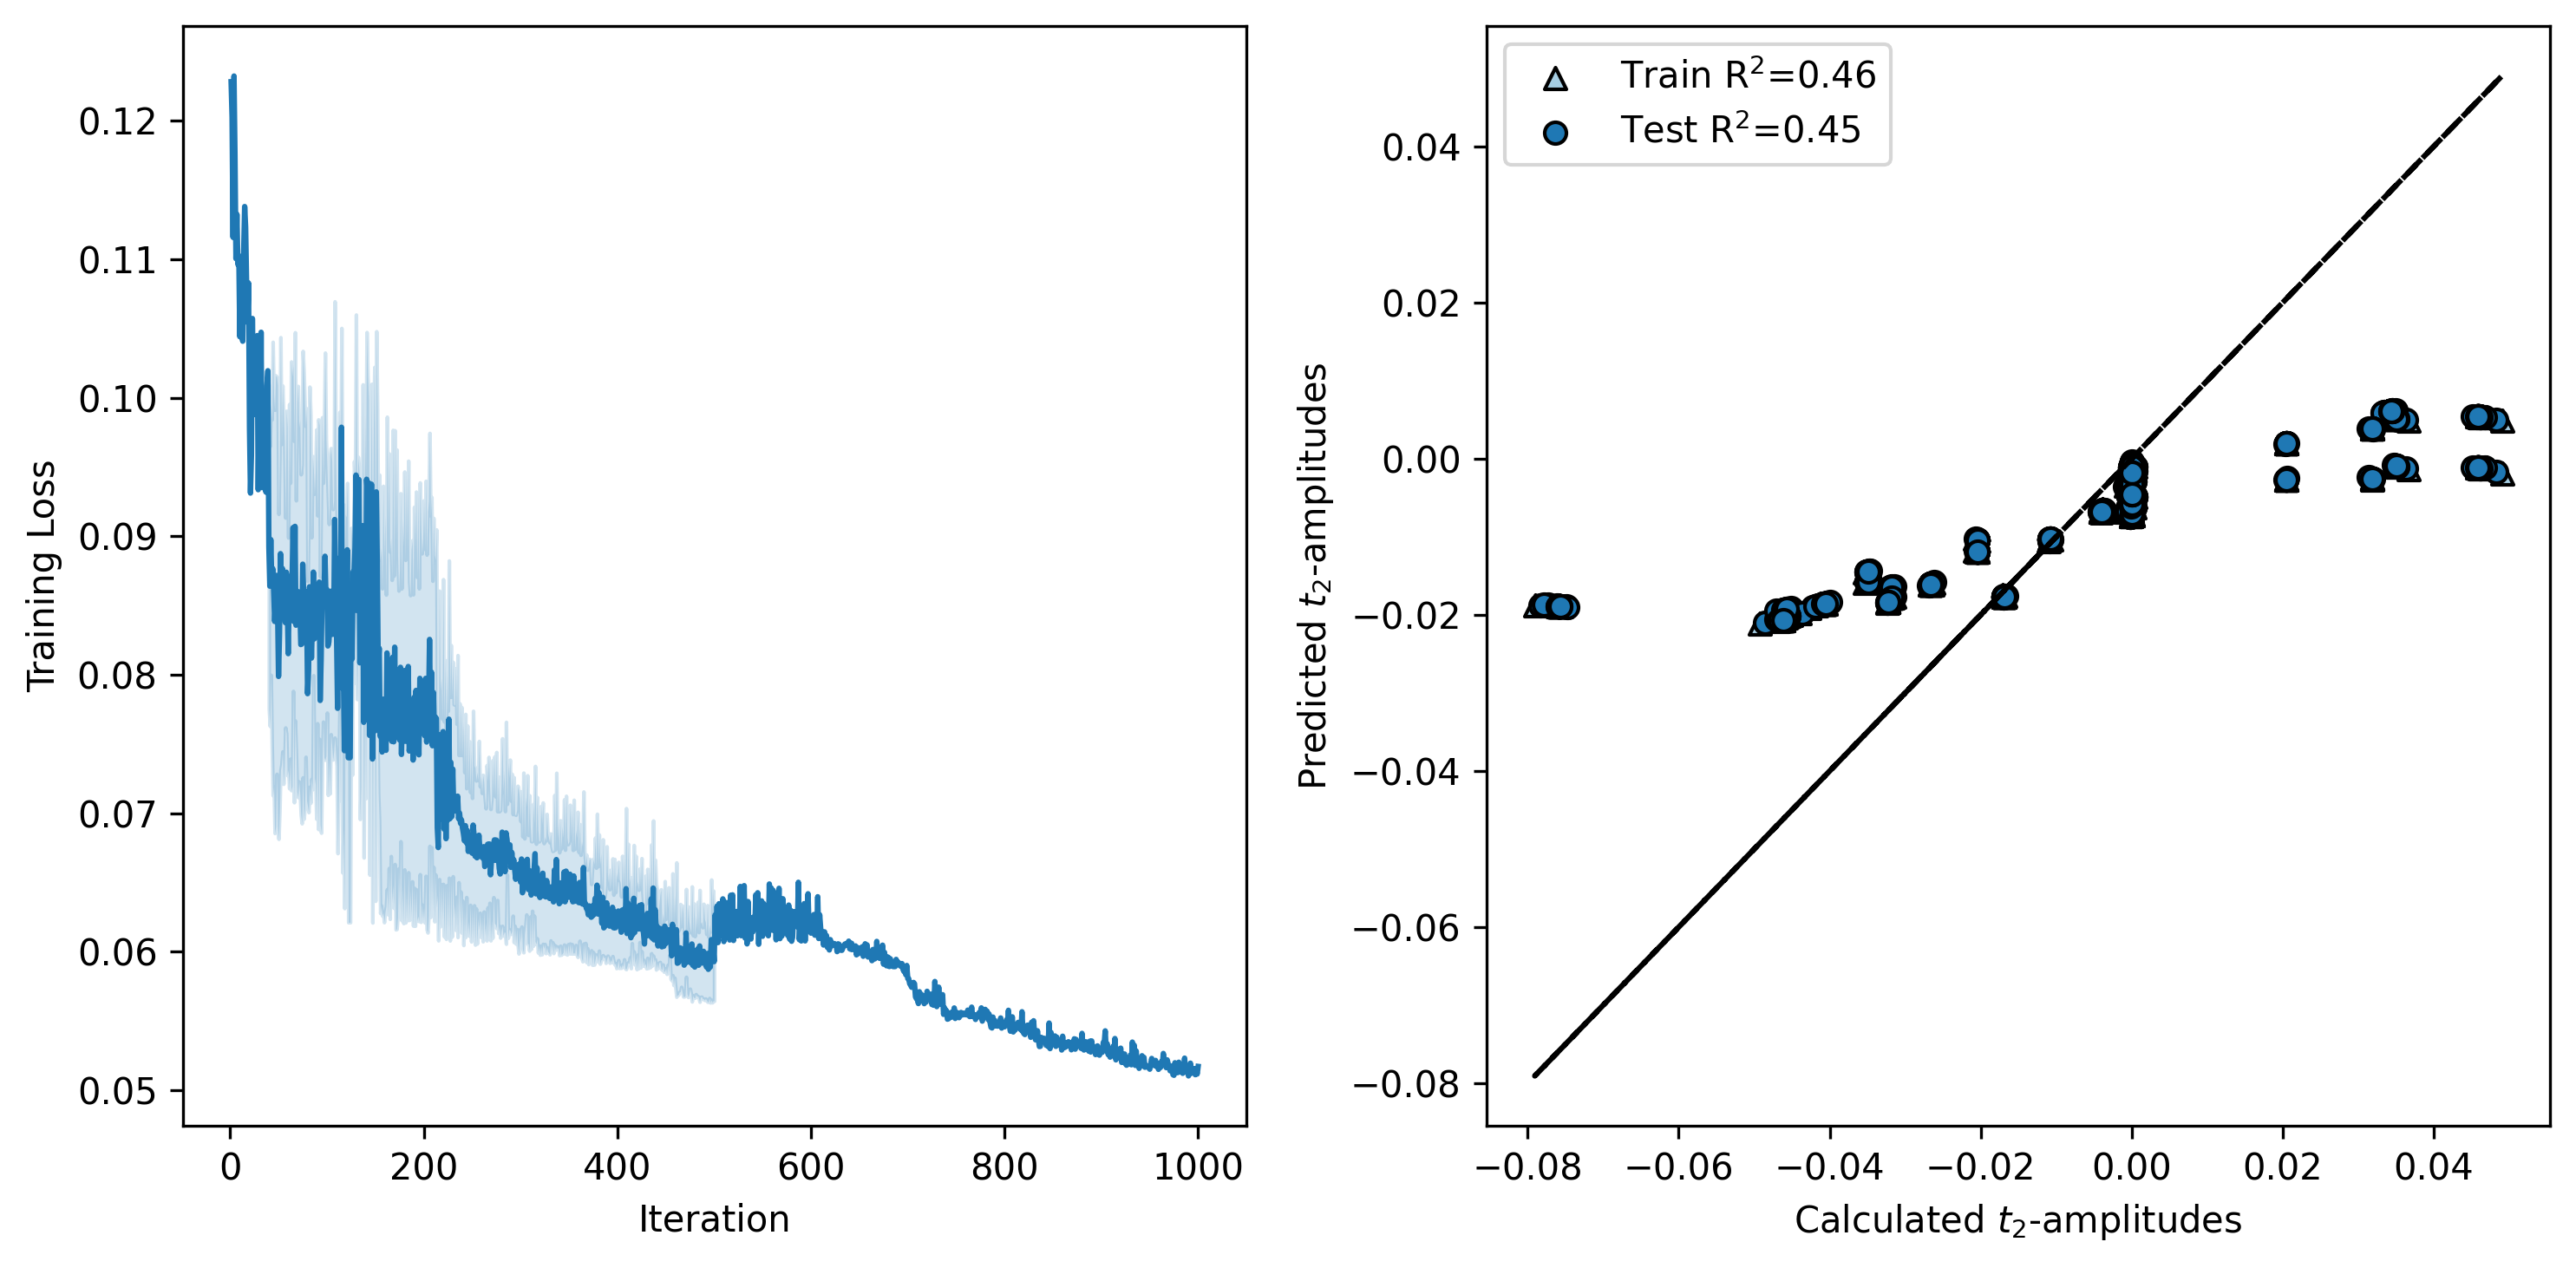 0.12
0.11
0.10
0.09
0.08
0.07
0.06
0.05
Training Loss
0 200 400 600 800 1000
Iteration
Train R²=0.46
Test R²=0.45
0.04
0.02
0.00
−0.02
−0.04
−0.06
−0.08
Predicted t₂-amplitudes
−0.08 −0.06 −0.04 −0.02 0.00 0.02 0.04
Calculated t₂-amplitudes